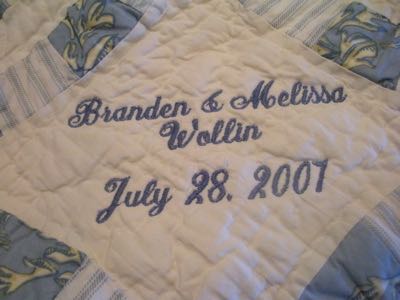 Branden & Melissa
Wollin
July 28, 2007